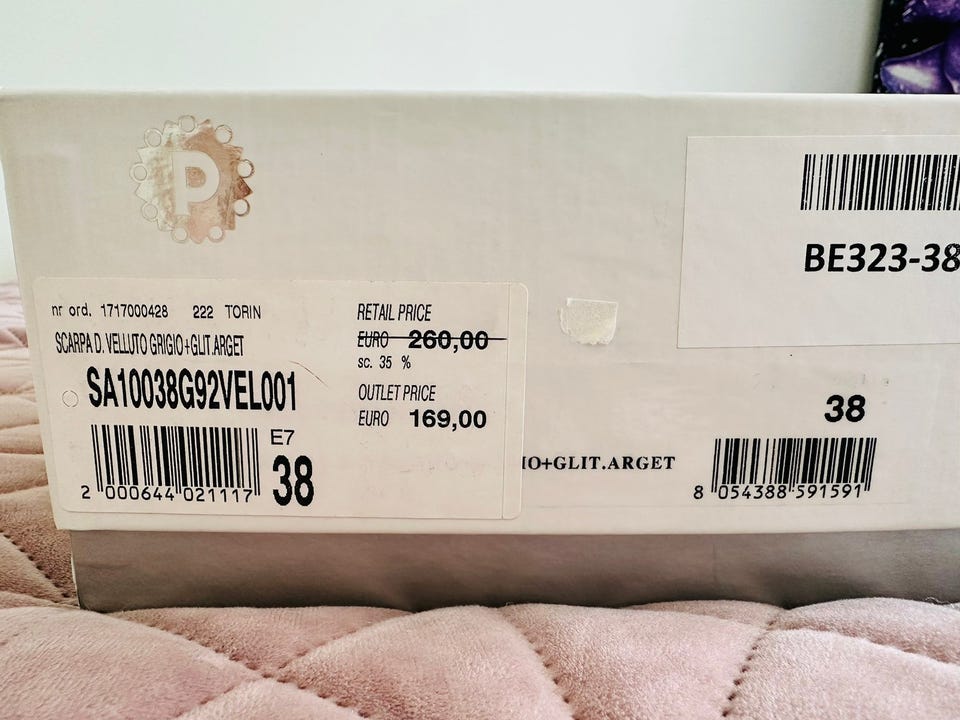 P
nr ord. 1717000428 222 TORIN
SCARPA D. VELLUTO GRIGIO+GLIT.ARGET
SA10038G92VEL001
E7
2 000644 021117
38
RETAIL PRICE
EURO 260,00
sc. 35 %
OUTLET PRICE
EURO 169,00
IO+GLIT.ARGET
BE323-38
38
8 054388 591591